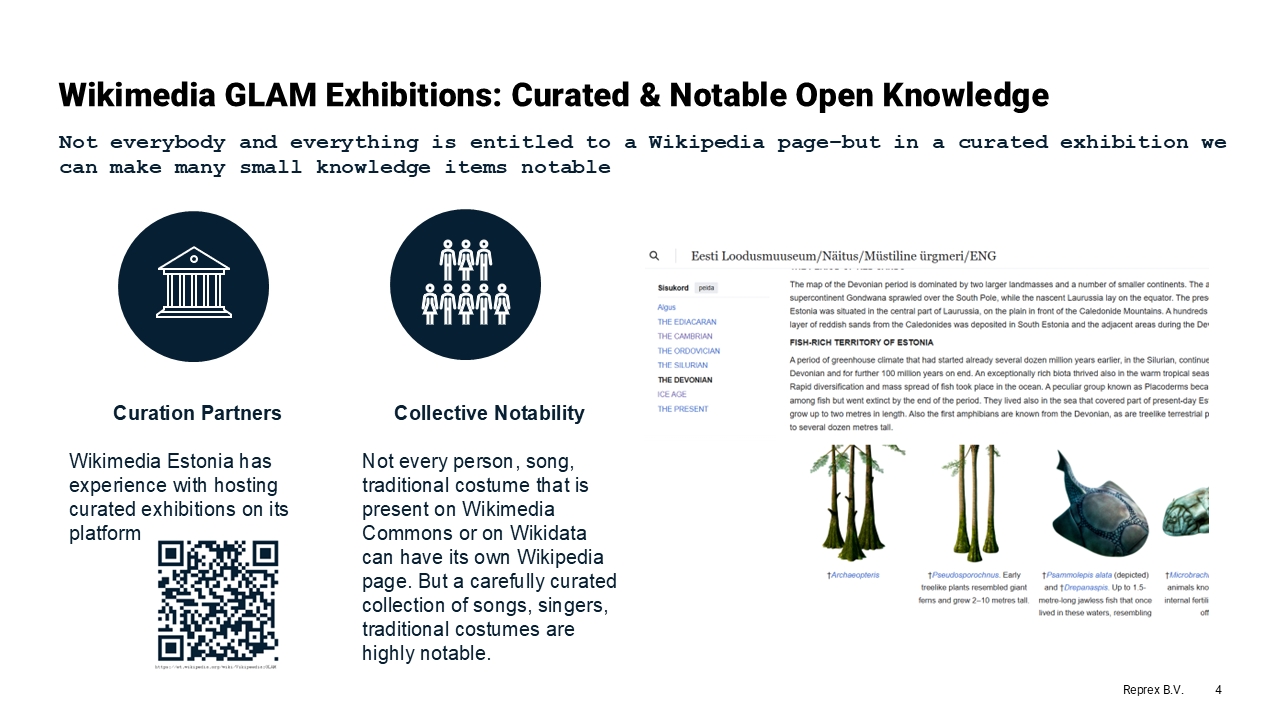 Wikimedia GLAM Exhibitions: Curated & Notable Open Knowledge
Not everybody and everything is entitled to a Wikipedia page–but in a curated exhibition we
can make many small knowledge items notable
Curation Partners
Wikimedia Estonia has
experience with hosting
curated exhibitions on its
platform
Collective Notability
Not every person, song,
traditional costume that is
present on Wikimedia
Commons or on Wikidata
can have its own Wikipedia
page. But a carefully curated
collection of songs, singers,
traditional costumes are
highly notable.
Eesti Loodusmuuseum/Näitus/Müstiline ürgmeri/ENG
Sisukord peida
Algus
THE EDIACARAN
THE CAMBRIAN
THE ORDOVICIAN
THE SILURIAN
THE DEVONIAN
ICE AGE
THE PRESENT
The map of the Devonian period is dominated by two larger landmasses and a number of smaller continents. The
supercontinent Gondwana sprawled over the South Pole, while the nascent Laurussia lay on the equator. The
Estonia was situated in the central part of Laurussia, on the plain in front of the Caledonide Mountains. A hundreds
layer of reddish sands from the Caledonides was deposited in South Estonia and the adjacent areas during the
FISH-RICH TERRITORY OF ESTONIA
A period of greenhouse climate that had started already several dozen million years earlier, in the Silurian,
Devonian and for further 100 million years on end. An exceptionally rich biota thrived also in the warm tropical seas
Rapid diversification and mass spread of fish took place in the ocean. A peculiar group known as Placoderms
among fish but went extinct by the end of the period. They lived also in the sea that covered part of present-day
grow up to two metres in length. Also the first amphibians are known from the Devonian, as are treelike terrestrial
to several dozen metres tall.
†Archaeopteris
†Pseudosporochnus. Early
treelike plants resembled giant
ferns and grew 2–10 metres tall.
†Psammolepis alata (depicted)
and †Drepanaspis. Up to 1.5-
metre-long jawless fish that once
lived in these waters, resembling
animals
internal
Reprex B.V. 4